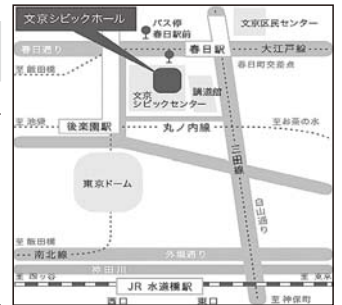 文京シビックホール
バス停
春日駅前
文京区民センター
春日通り
春日駅
大江戸線
至 飯田橋
春日町交差点
文京
シビックセンター
講道館
至 池袋
後楽園駅
丸ノ内線
至お茶の水
三田線
東京ドーム
白山通り
至 飯田橋
南北線
外堀通り
神田川
至 四ッ谷
JR 水道橋駅
至 東京
西口
東口
至 神保町